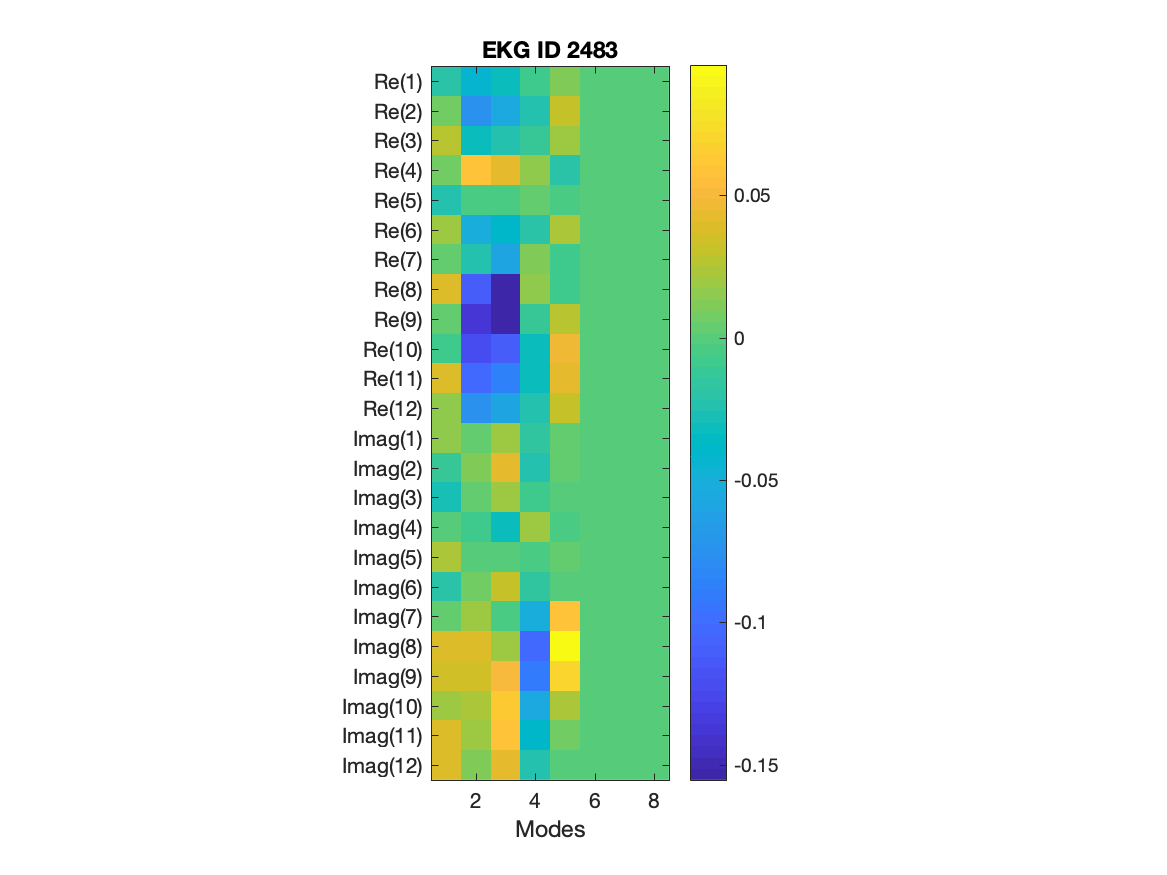 EKG ID 2483
Re(1)
Re(2)
Re(3)
Re(4)
Re(5)
Re(6)
Re(7)
Re(8)
Re(9)
Re(10)
Re(11)
Re(12)
Imag(1)
Imag(2)
Imag(3)
Imag(4)
Imag(5)
Imag(6)
Imag(7)
Imag(8)
Imag(9)
Imag(10)
Imag(11)
Imag(12)
2 4 6 8
Modes
0.05
0
-0.05
-0.1
-0.15